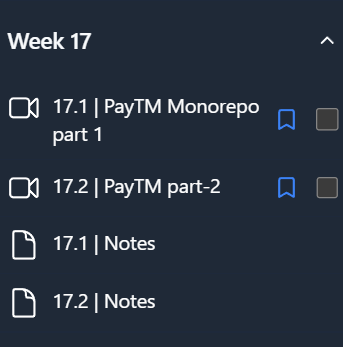 Week 17
17.1 | PayTM Monorepo
part 1
17.2 | PayTM part-2
17.1 | Notes
17.2 | Notes